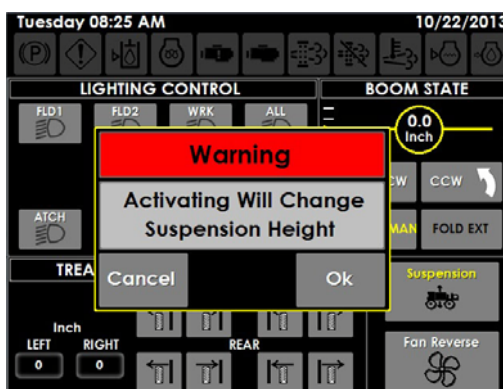 Tuesday 08:25 AM 10/22/2013
(P)
LIGHTING CONTROL
BOOM STATE
FLD1 FLD2 WRK ALL
0.0
Inch
Warning
Activating Will Change
Suspension Height
CCW
ATCH
MAN FOLD EXT
Cancel Ok
Suspension
Inch
LEFT RIGHT REAR
0 0
Fan Reverse